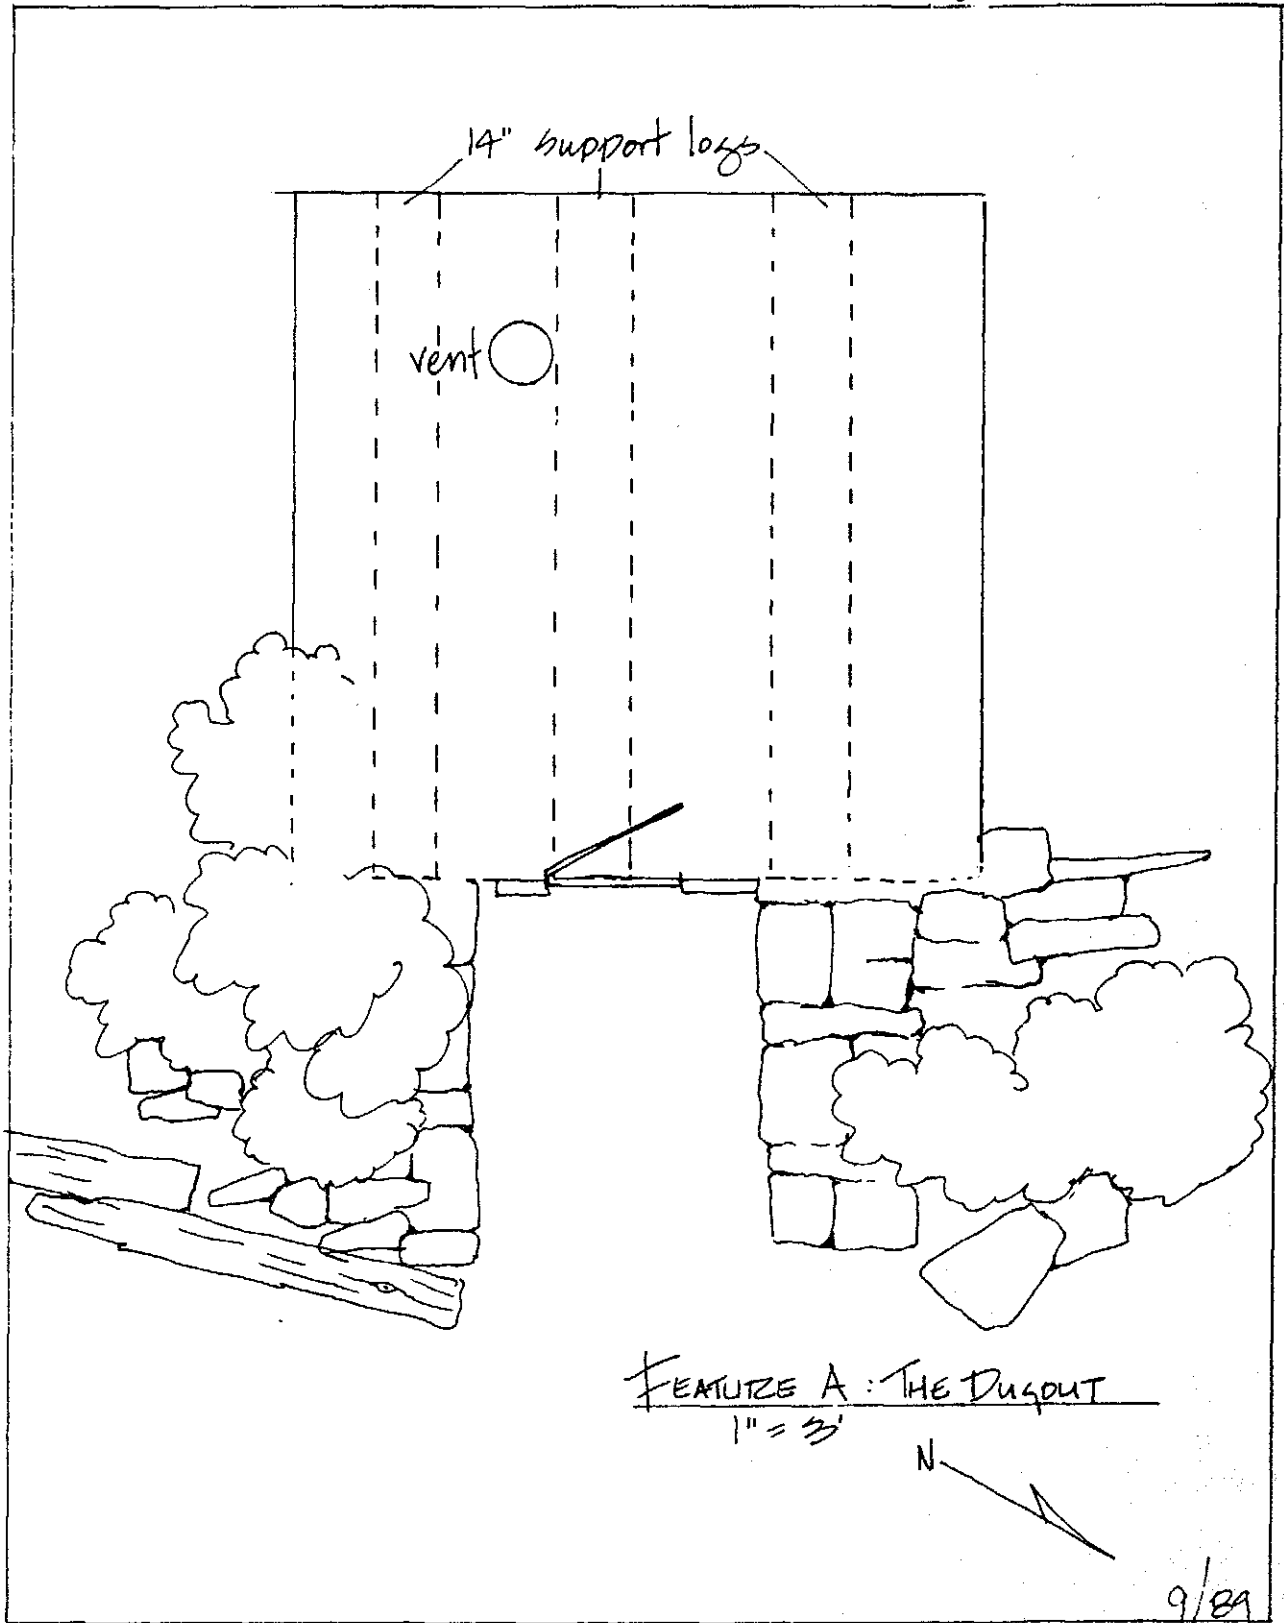 14" support logs
vent
FEATURE A : THE DUGOUT
1" = 3'
N
9/89